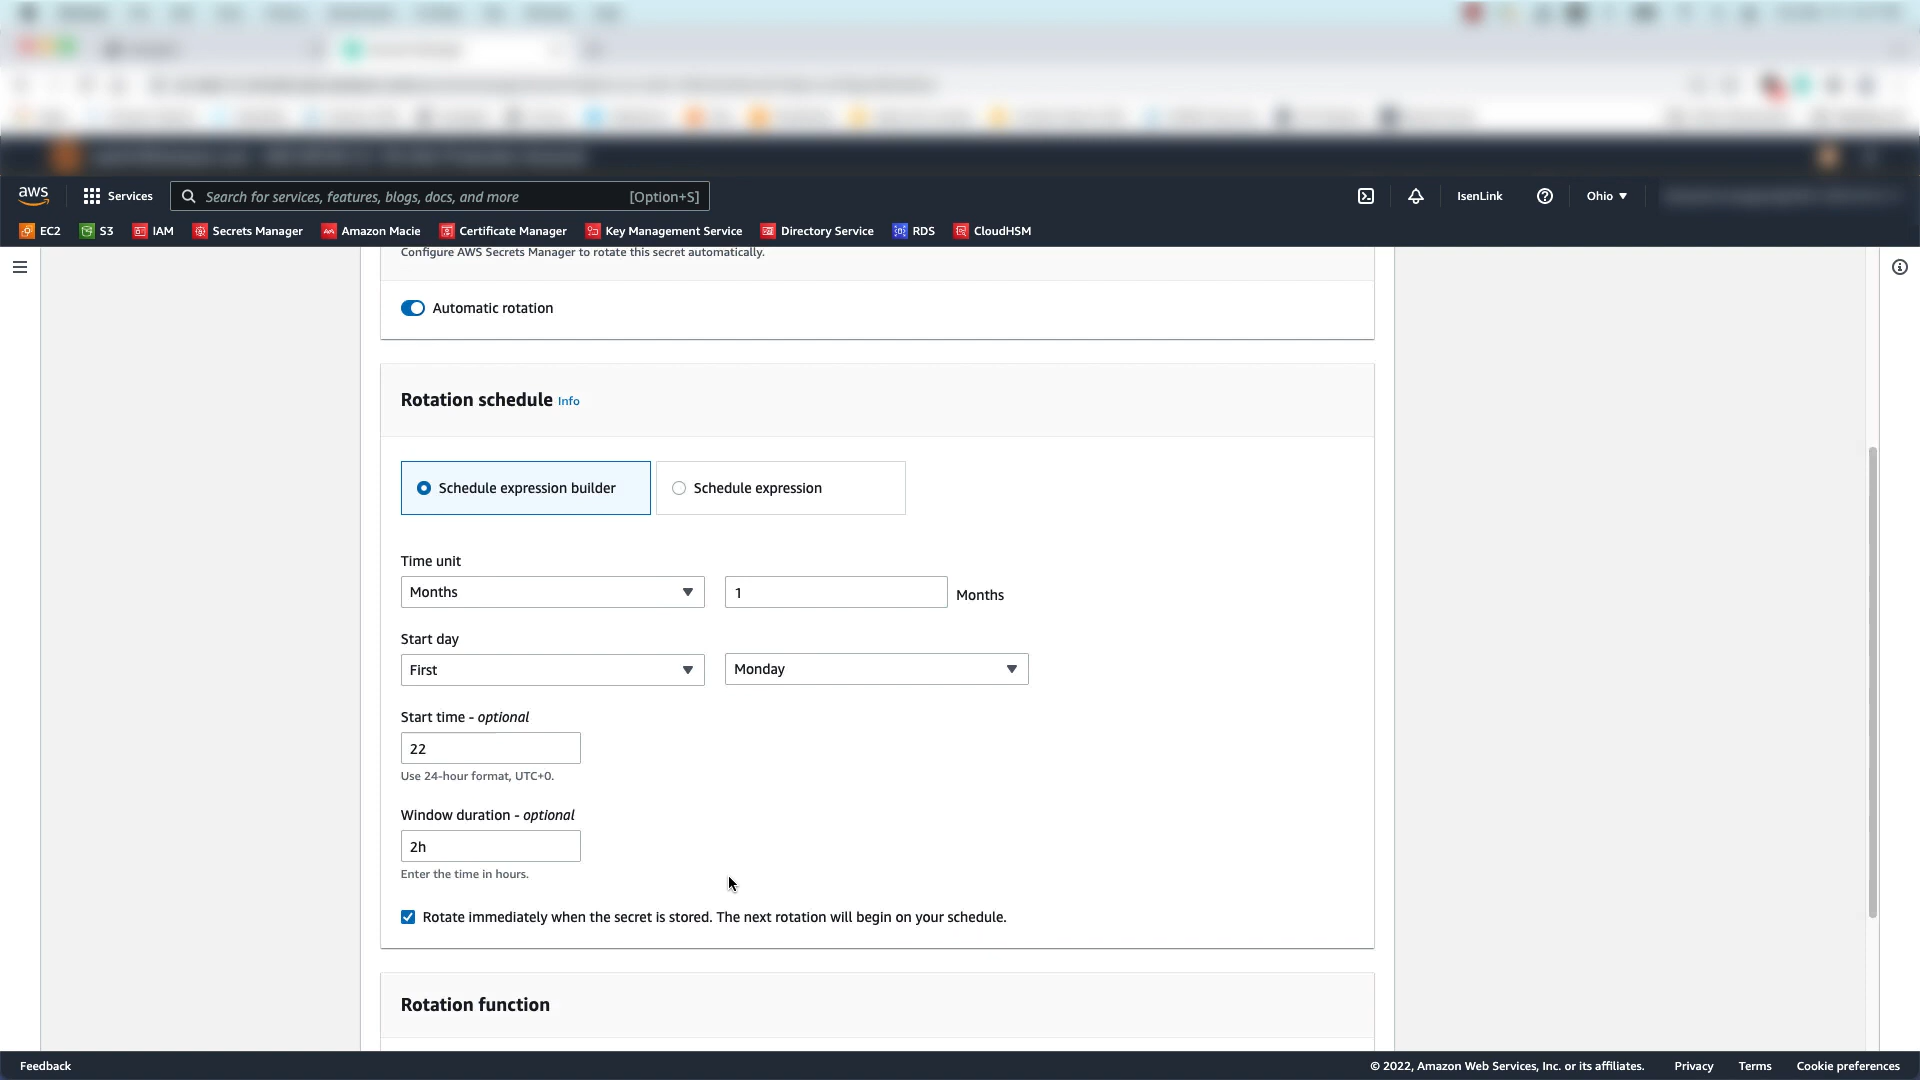 aws Services Search for services, features, blogs, docs, and more [Option+S] IsenLink Ohio
EC2 S3 IAM Secrets Manager Amazon Macie Certificate Manager Key Management Service Directory Service RDS CloudHSM
Configure AWS Secrets Manager to rotate this secret automatically.
Automatic rotation
Rotation schedule Info
Schedule expression builder Schedule expression
Time unit
Months 1 Months
Start day
First Monday
Start time - optional
22
Use 24-hour format, UTC+0.
Window duration - optional
2h
Enter the time in hours.
Rotate immediately when the secret is stored. The next rotation will begin on your schedule.
Rotation function
Feedback © 2022, Amazon Web Services, Inc. or its affiliates. Privacy Terms Cookie preferences